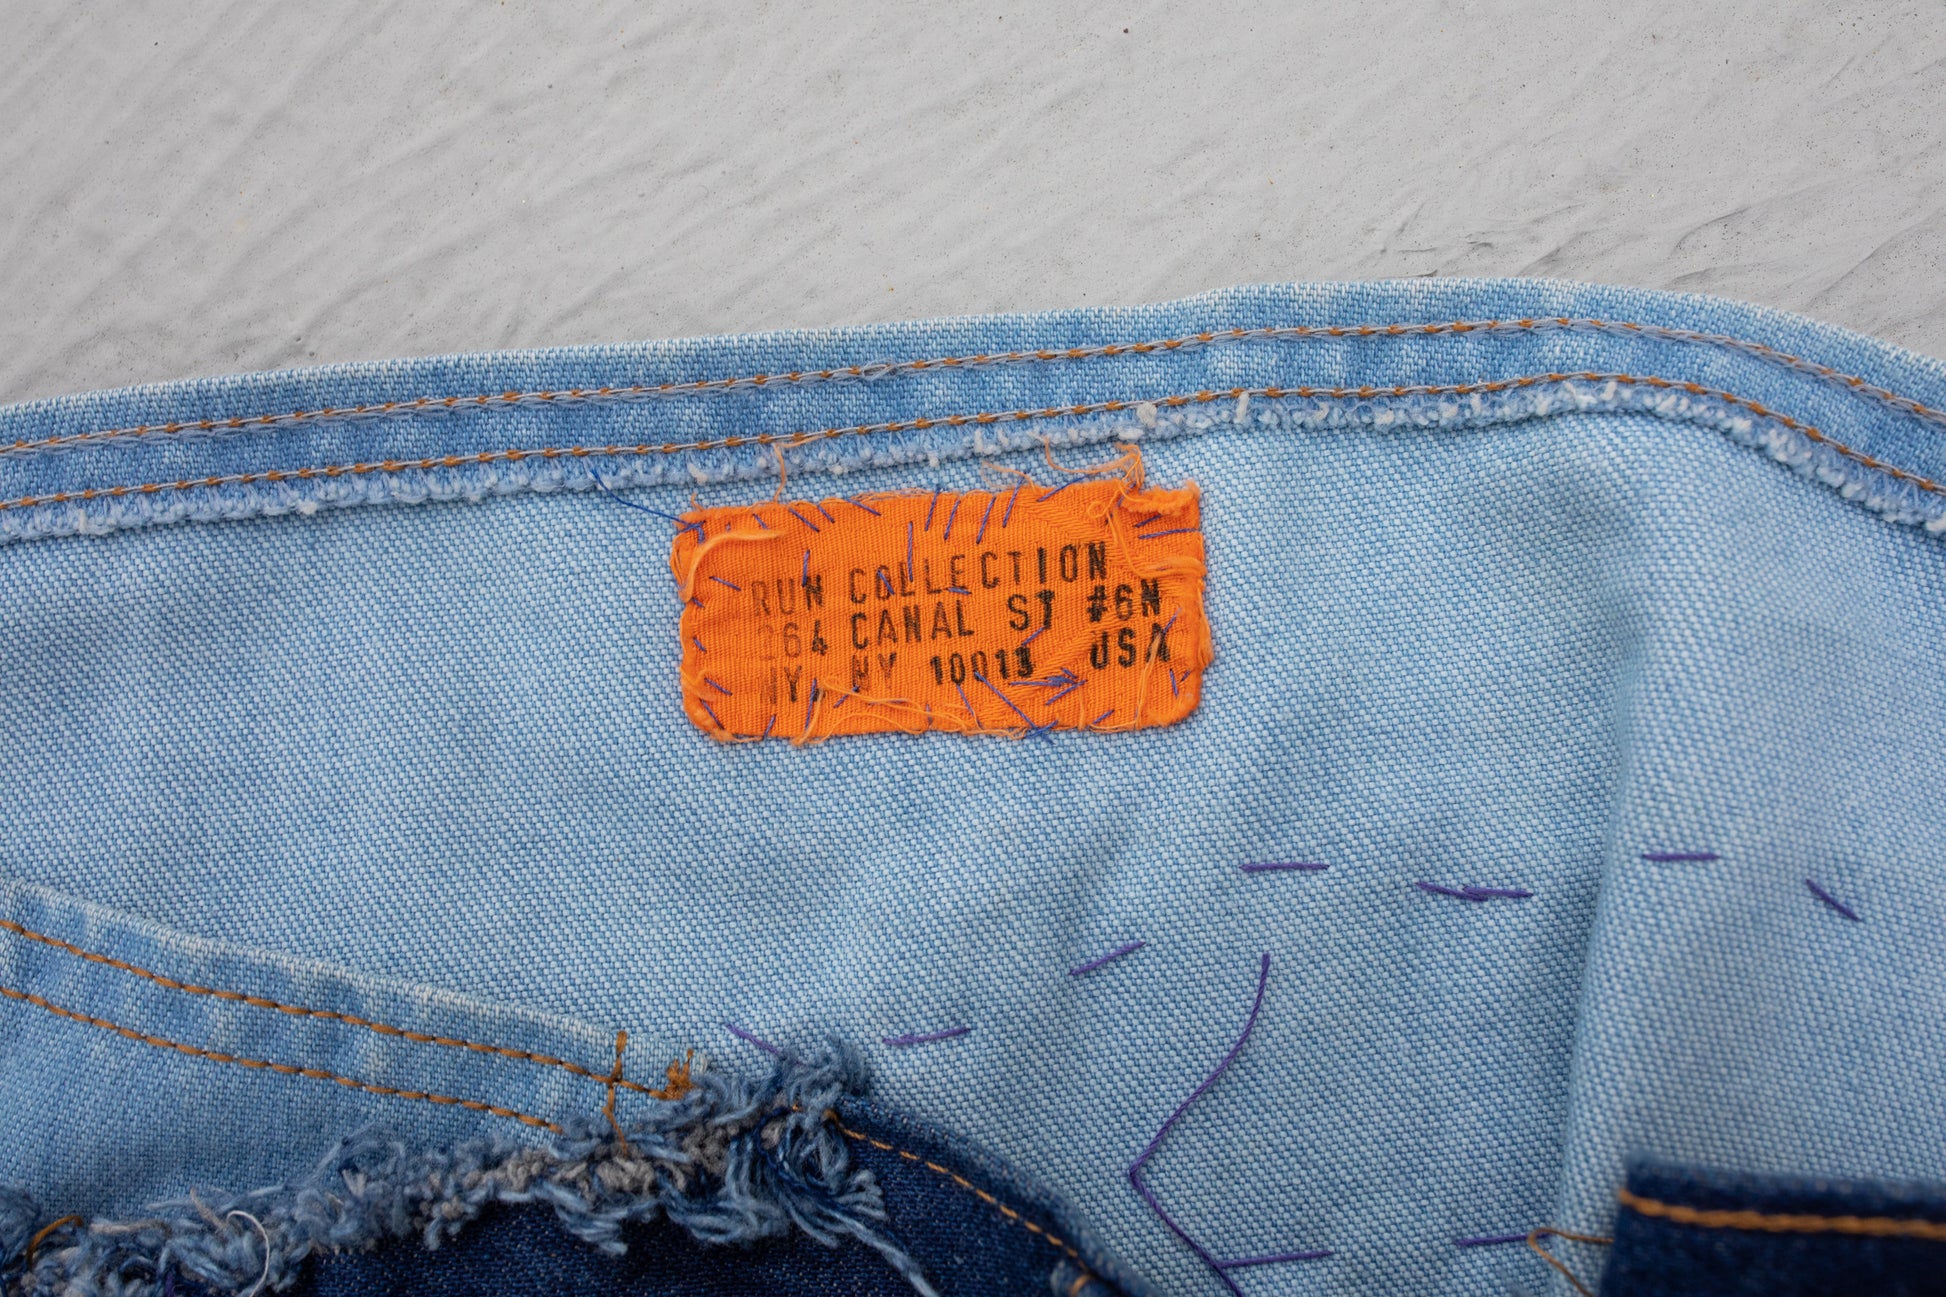 RUN COLLECTION
264 CANAL ST #6N
NY, NY 10013 USA